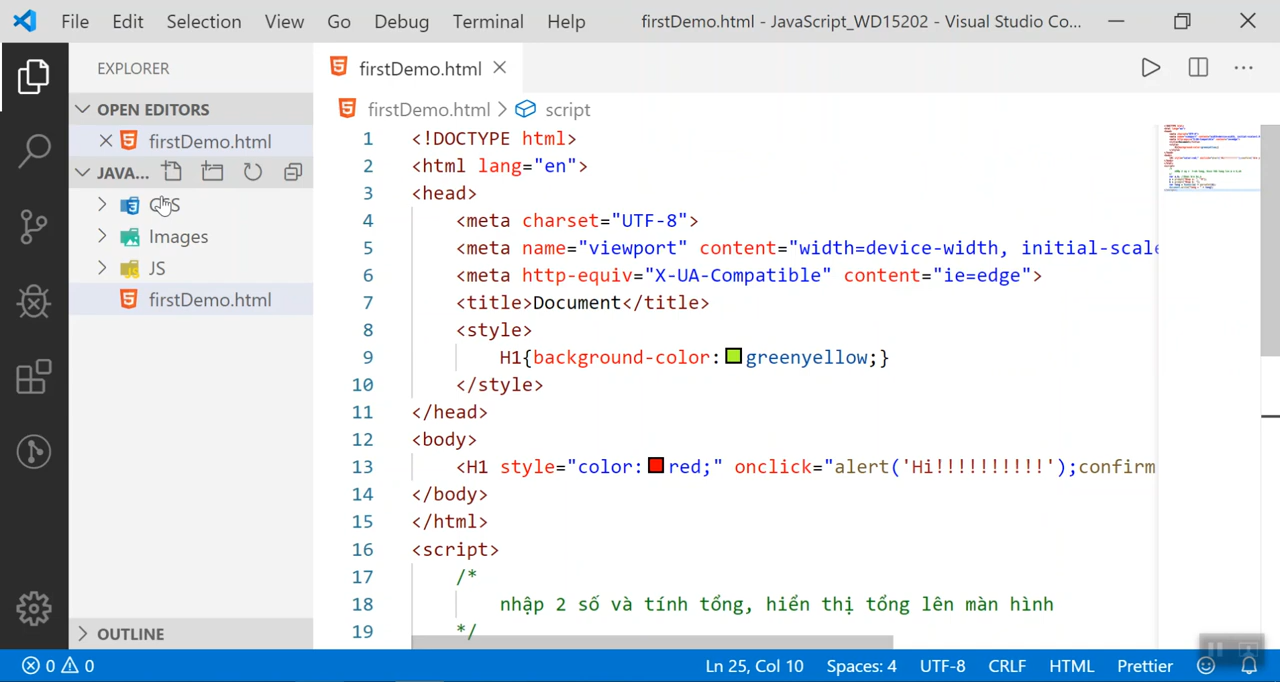 File Edit Selection View Go Debug Terminal Help firstDemo.html - JavaScript_WD15202 - Visual Studio Co...
EXPLORER
OPEN EDITORS
firstDemo.html
JAVA...
CSS
Images
JS
firstDemo.html
OUTLINE
firstDemo.html
firstDemo.html > script
1 <!DOCTYPE html>
2 <html lang="en">
3 <head>
4 <meta charset="UTF-8">
5 <meta name="viewport" content="width=device-width, initial-scale
6 <meta http-equiv="X-UA-Compatible" content="ie=edge">
7 <title>Document</title>
8 <style>
9 H1{background-color:greenyellow;}
10 </style>
11 </head>
12 <body>
13 <H1 style="color:red;" onclick="alert('Hi!!!!!!!!!!');confirm
14 </body>
15 </html>
16 <script>
17 /*
18 nhập 2 số và tính tổng, hiển thị tổng lên màn hình
19 */
0 0 Ln 25, Col 10 Spaces: 4 UTF-8 CRLF HTML Prettier